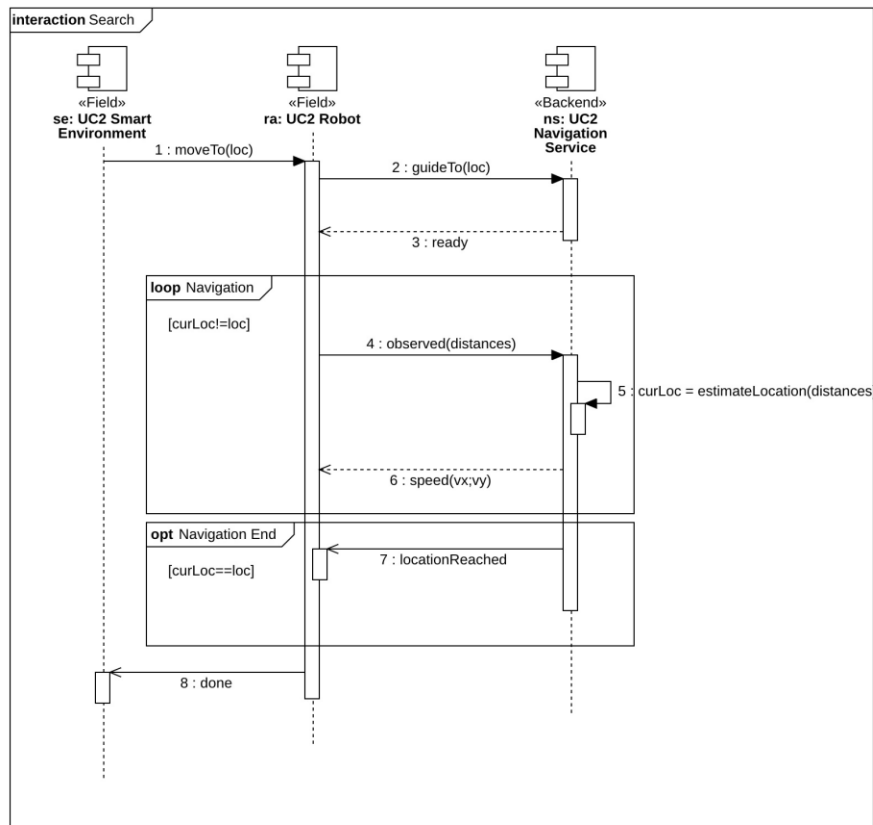 interaction Search
«Field»
se: UC2 Smart
Environment
«Field»
ra: UC2 Robot
«Backend»
ns: UC2
Navigation
Service
1 : moveTo(loc)
2 : guideTo(loc)
3 : ready
loop Navigation
[curLoc!=loc]
4 : observed(distances)
5 : curLoc = estimateLocation(distances
6 : speed(vx;vy)
opt Navigation End
[curLoc==loc]
7 : locationReached
8 : done